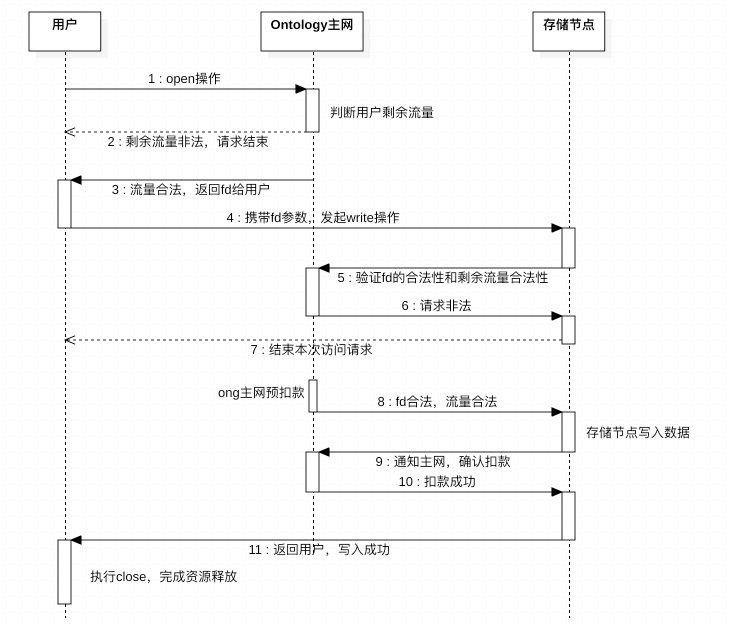 用户
Ontology主网
存储节点
1 : open操作
判断用户剩余流量
2 : 剩余流量非法，请求结束
3 : 流量合法，返回fd给用户
4 : 携带fd参数，发起write操作
5 : 验证fd的合法性和剩余流量合法性
6 : 请求非法
7 : 结束本次访问请求
ong主网预扣款
8 : fd合法，流量合法
存储节点写入数据
9 : 通知主网，确认扣款
10 : 扣款成功
11 : 返回用户，写入成功
执行close，完成资源释放